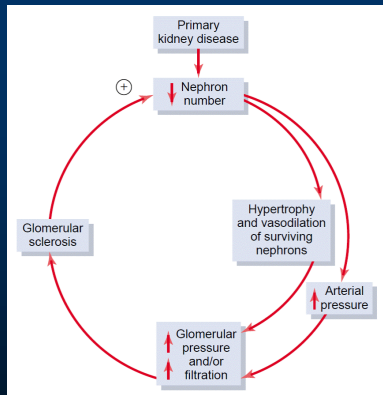 Primary
kidney disease
+
Nephron
number
Hypertrophy
and vasodilation
of surviving
nephrons
Glomerular
sclerosis
Arterial
pressure
Glomerular
pressure
and/or
filtration